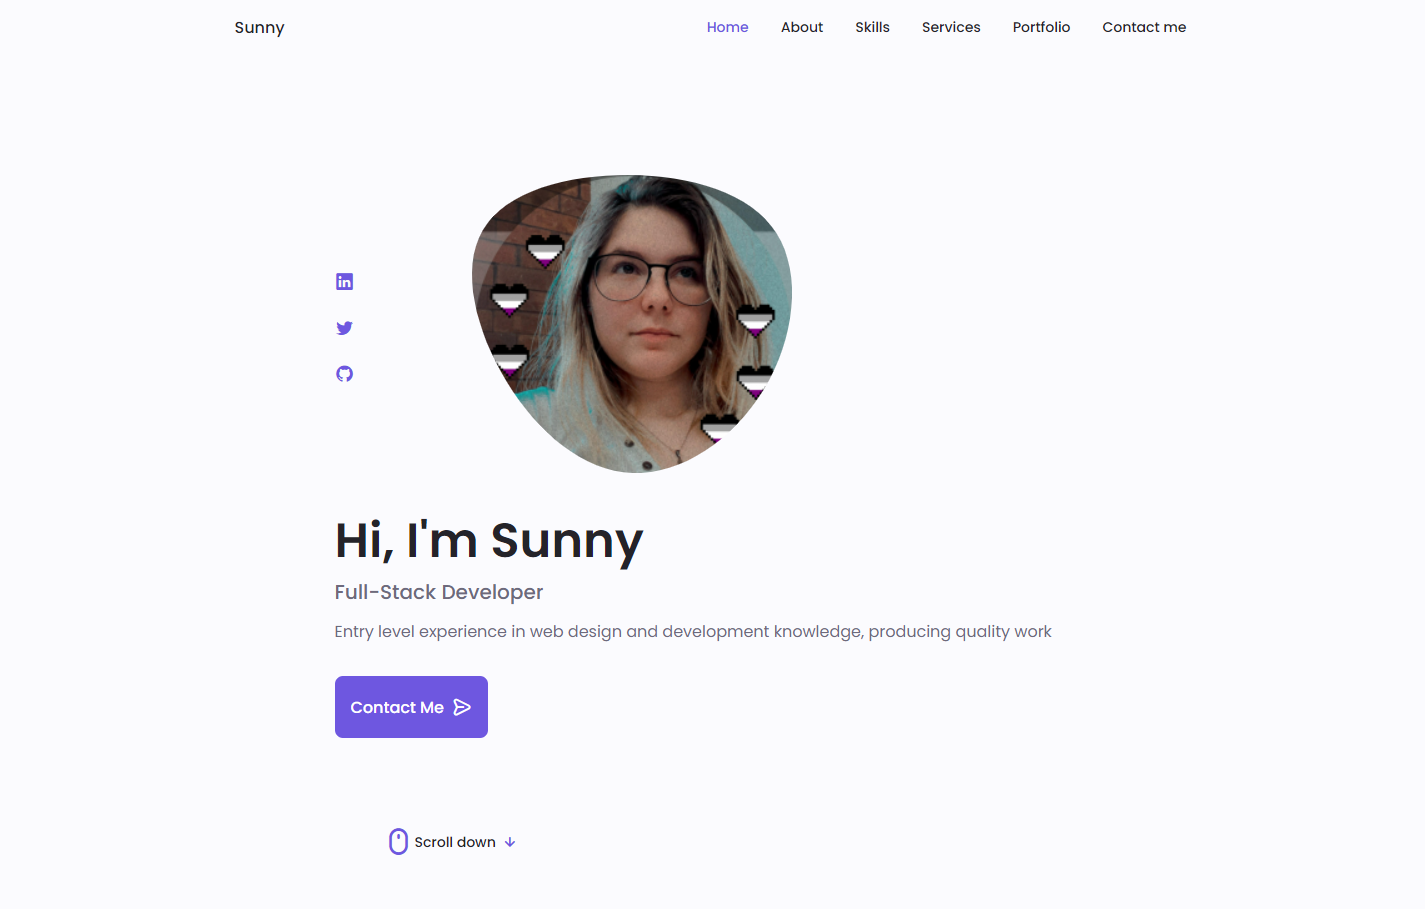 Sunny
Home About Skills Services Portfolio Contact me
Hi, I'm Sunny
Full-Stack Developer
Entry level experience in web design and development knowledge, producing quality work
Contact Me
Scroll down